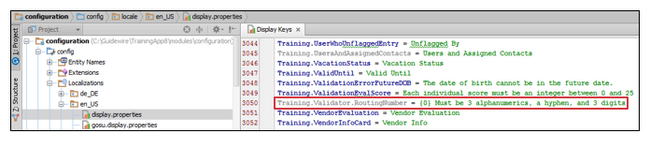 configuration config locale en_US display.properties
1: Project
Z: Structure
Project
configuration (C:\Guidewire\TrainingApp8\modules\configuration)
config
Entity Names
Extensions
Localizations
de_DE
en_US
display.properties
gosu.display.properties
Display Keys
3044 Training.UserWhoUnflaggedEntry = Unflagged By
3045 Training.UsersAndAssignedContacts = Users and Assigned Contacts
3046 Training.VacationStatus = Vacation Status
3047 Training.ValidUntil = Valid Until
3048 Training.ValidationErrorFutureDOB = The date of birth cannot be in the future date.
3049 Training.ValidationEvalScore = Each individual score must be an integer between 0 and 25
3050 Training.Validator.RoutingNumber = {0} Must be 3 alphanumerics, a hyphen, and 3 digits
3051 Training.VendorEvaluation = Vendor Evaluation
3052 Training.VendorInfoCard = Vendor Info